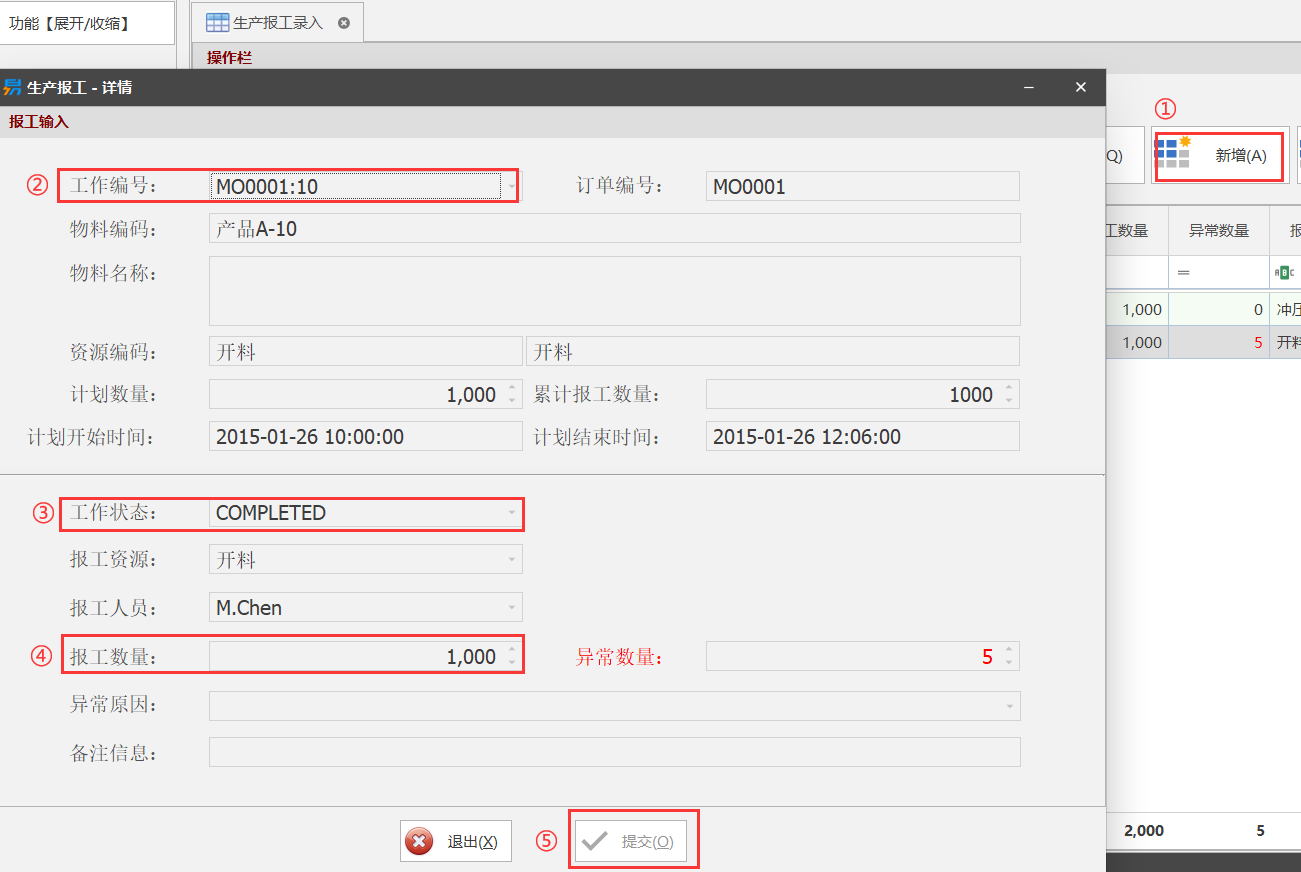 功能【展开/收缩】
生产报工录入
操作栏
生产报工 - 详情
报工输入
①
Q)
新增(A)
② 工作编号: MO0001:10 订单编号: MO0001
物料编码: 产品A-10
物料名称:
资源编码: 开料 开料
计划数量: 1,000 累计报工数量: 1000
计划开始时间: 2015-01-26 10:00:00 计划结束时间: 2015-01-26 12:06:00
③ 工作状态: COMPLETED
报工资源: 开料
报工人员: M.Chen
④ 报工数量: 1,000 异常数量: 5
异常原因:
备注信息:
退出(X) ⑤ 提交(O)
工数量 异常数量 报
= ABC
1,000 0 冲压
1,000 5 开料
2,000 5